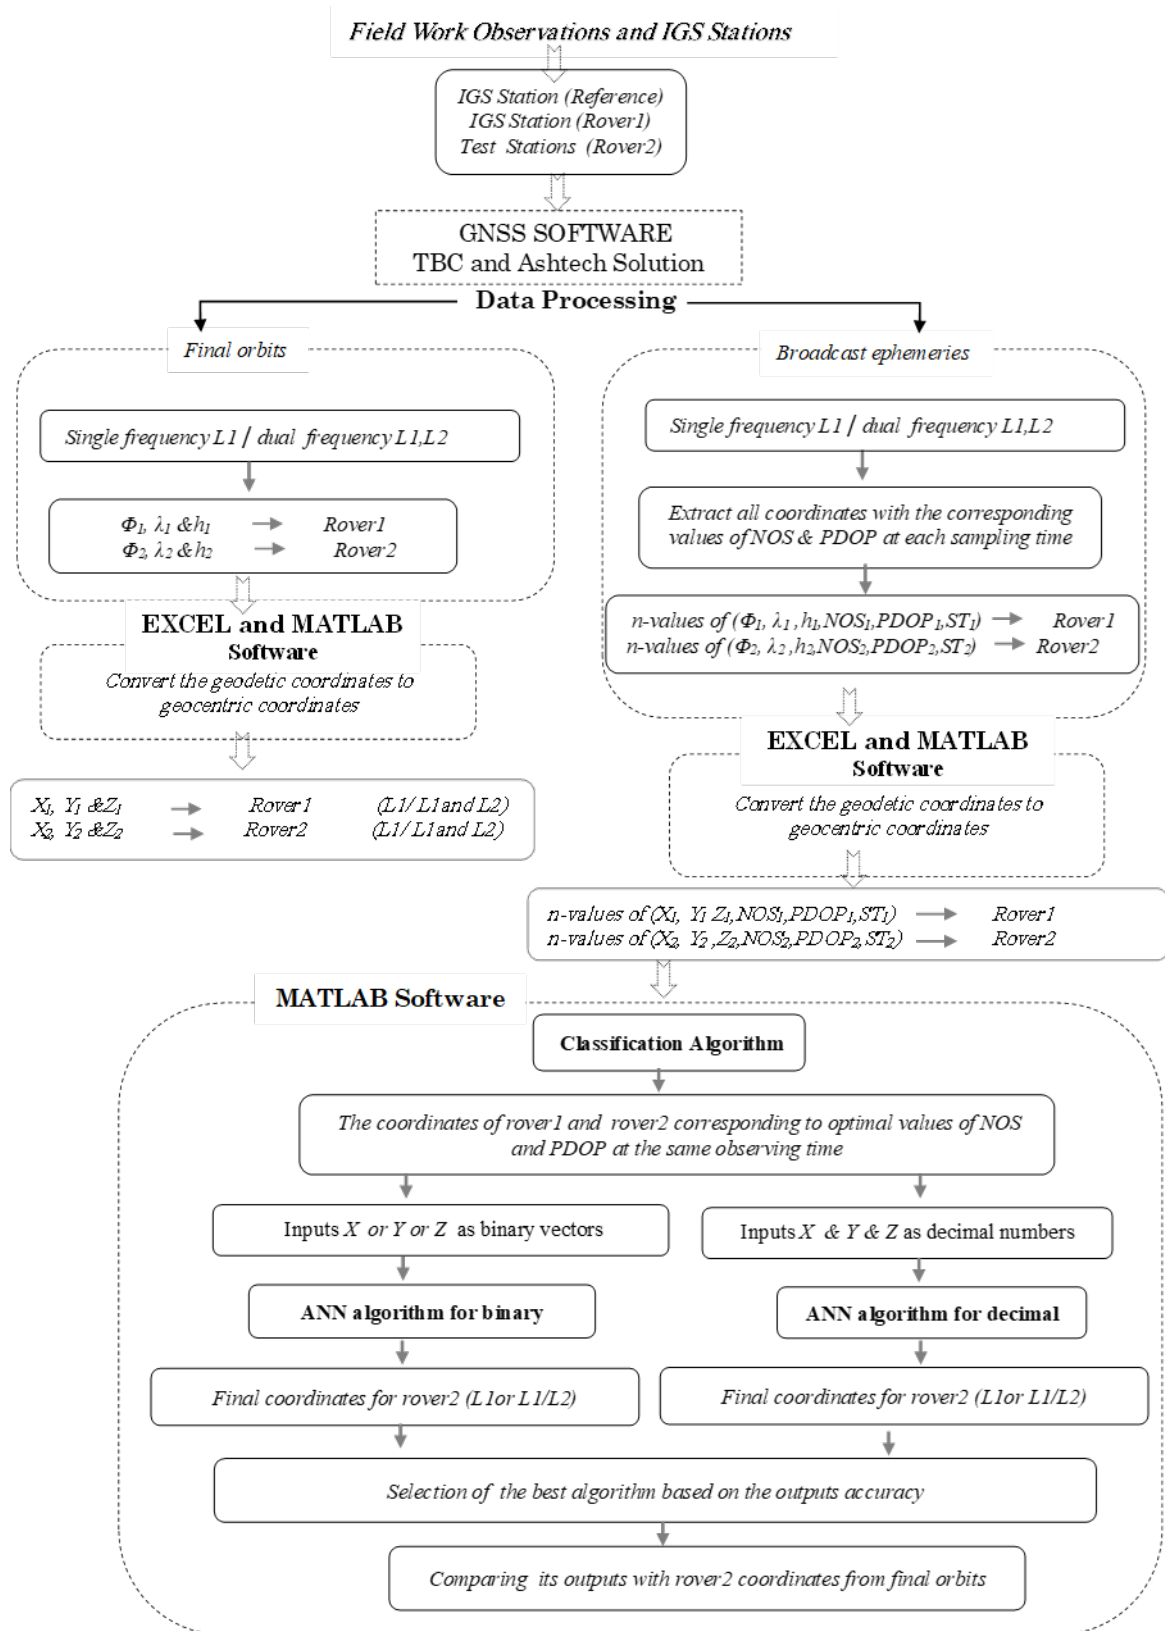 Field Work Observations and IGS Stations
IGS Station (Reference)
IGS Station (Rover1)
Test Stations (Rover2)
GNSS SOFTWARE
TBC and Ashtech Solution
Data Processing
Final orbits
Single frequency L1 / dual frequency L1,L2
Φ1, λ1 &h1 → Rover1
Φ2, λ2 &h2 → Rover2
EXCEL and MATLAB
Software
Convert the geodetic coordinates to
geocentric coordinates
X1, Y1 &Z1 → Rover1 (L1/L1and L2)
X2, Y2 &Z2 → Rover2 (L1/L1and L2)
Broadcast ephemeries
Single frequency L1 / dual frequency L1,L2
Extract all coordinates with the corresponding
values of NOS & PDOP at each sampling time
n-values of (Φ1, λ1 ,h1,NOS1,PDOP1,ST1) → Rover1
n-values of (Φ2, λ2 ,h2,NOS2,PDOP2,ST2) → Rover2
EXCEL and MATLAB
Software
Convert the geodetic coordinates to
geocentric coordinates
n-values of (X1, Y1 Z1,NOS1,PDOP1,ST1) → Rover1
n-values of (X2, Y2 ,Z2,NOS2,PDOP2,ST2) → Rover2
MATLAB Software
Classification Algorithm
The coordinates of rover1 and rover2 corresponding to optimal values of NOS
and PDOP at the same observing time
Inputs X or Y or Z as binary vectors
ANN algorithm for binary
Final coordinates for rover2 (L1or L1/L2)
Inputs X & Y & Z as decimal numbers
ANN algorithm for decimal
Final coordinates for rover2 (L1or L1/L2)
Selection of the best algorithm based on the outputs accuracy
Comparing its outputs with rover2 coordinates from final orbits